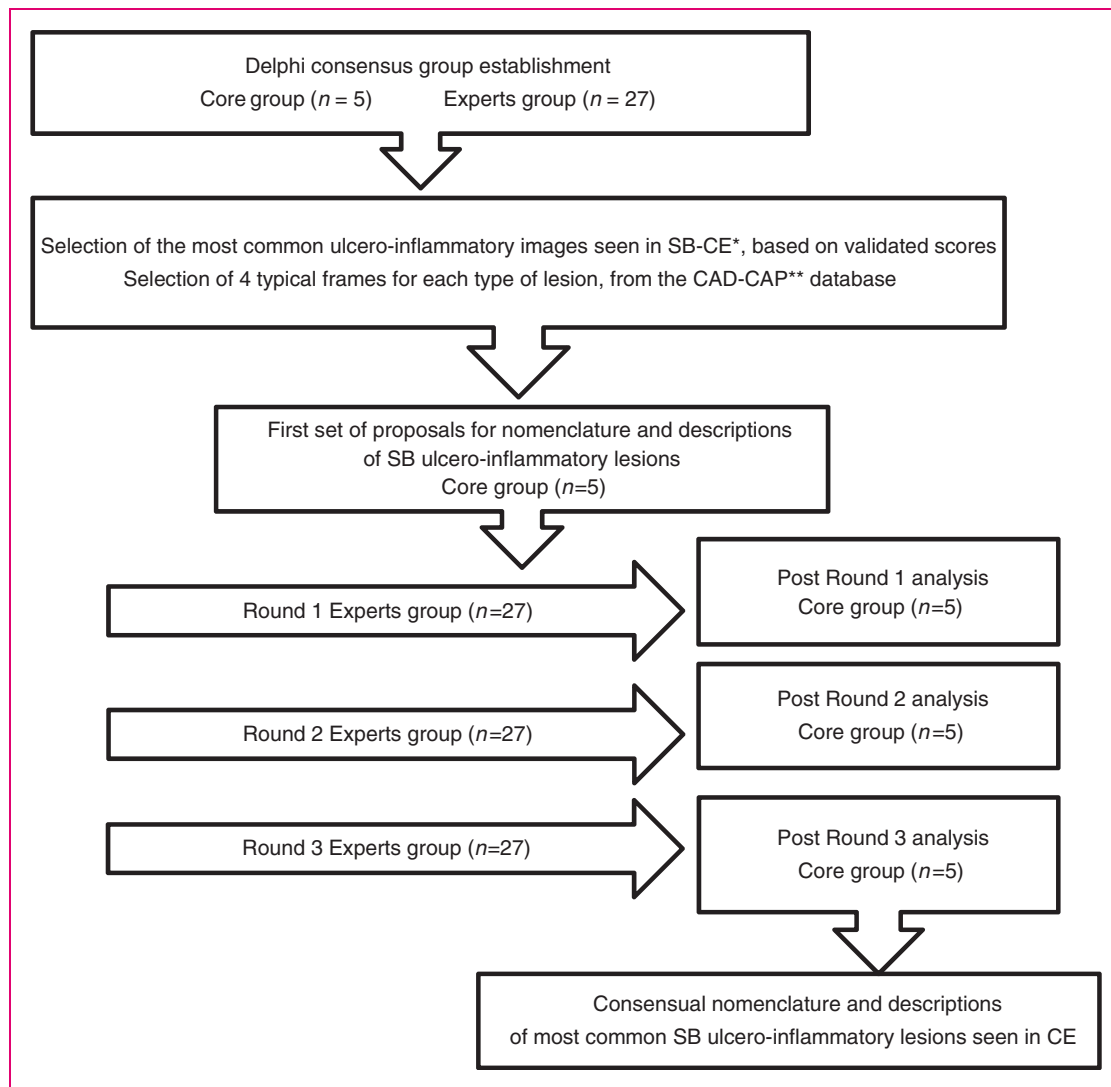 Delphi consensus group establishment
Core group (n = 5) Experts group (n = 27)
Selection of the most common ulcero-inflammatory images seen in SB-CE*, based on validated scores
Selection of 4 typical frames for each type of lesion, from the CAD-CAP** database
First set of proposals for nomenclature and descriptions
of SB ulcero-inflammatory lesions
Core group (n=5)
Round 1 Experts group (n=27)
Post Round 1 analysis
Core group (n=5)
Round 2 Experts group (n=27)
Post Round 2 analysis
Core group (n=5)
Round 3 Experts group (n=27)
Post Round 3 analysis
Core group (n=5)
Consensual nomenclature and descriptions
of most common SB ulcero-inflammatory lesions seen in CE